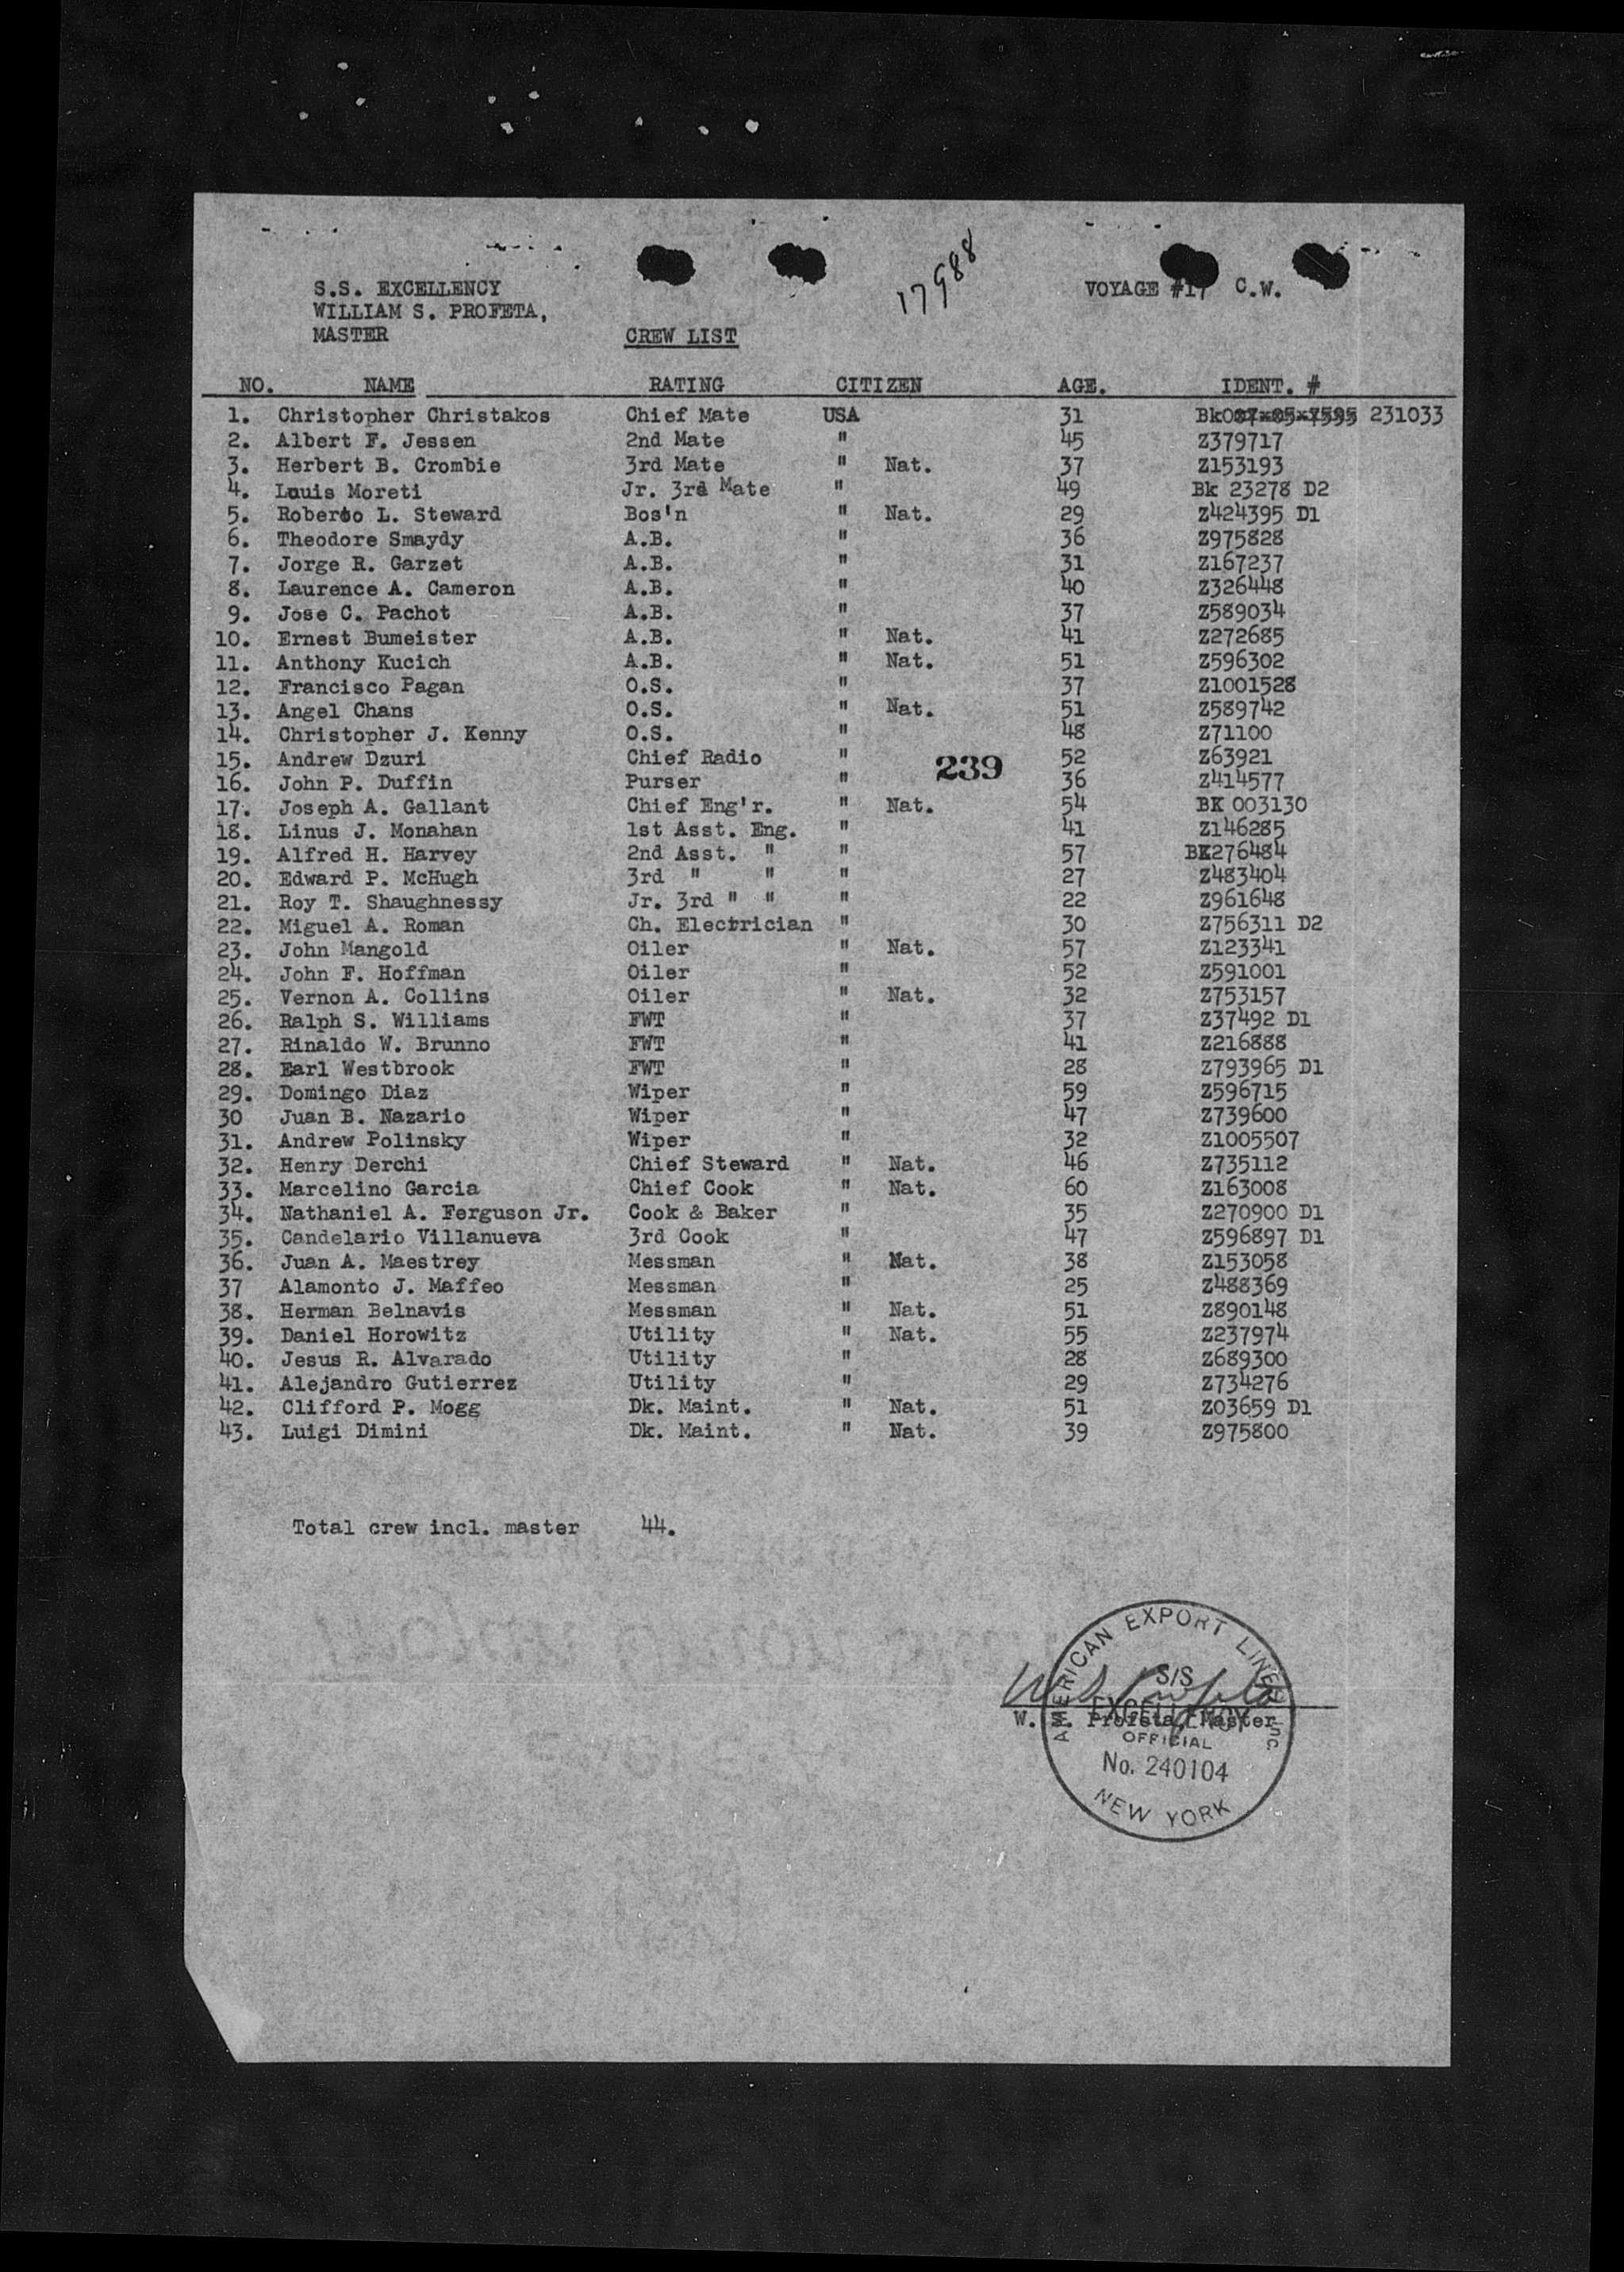 17988
S.S. EXCELLENCY VOYAGE #17 C.W.
WILLIAM S. PROFETA,
MASTER CREW LIST
NO. NAME RATING CITIZEN AGE. IDENT. #
1. Christopher Christakos Chief Mate USA 31 Bk 231033
2. Albert F. Jessen 2nd Mate " 45 Z379717
3. Herbert B. Crombie 3rd Mate " Nat. 37 Z153193
4. Louis Moreti Jr. 3rd Mate " 49 Bk 23278 D2
5. Roberto L. Steward Bos'n " Nat. 29 Z424395 D1
6. Theodore Smaydy A.B. " 36 Z975828
7. Jorge R. Garzet A.B. " 31 Z167237
8. Laurence A. Cameron A.B. " 40 Z326448
9. Jose C. Pachot A.B. " 37 Z589034
10. Ernest Bumeister A.B. " Nat. 41 Z272685
11. Anthony Kucich A.B. " Nat. 51 Z596302
12. Francisco Pagan O.S. " 37 Z1001528
13. Angel Chans O.S. " Nat. 51 Z589742
14. Christopher J. Kenny O.S. " 48 Z71100
15. Andrew Dzuri Chief Radio " 52 Z63921
239
16. John P. Duffin Purser " 36 Z414577
17. Joseph A. Gallant Chief Eng'r. " Nat. 54 BK 003130
18. Linus J. Monahan 1st Asst. Eng. " 41 Z146285
19. Alfred H. Harvey 2nd Asst. " " 57 BK276484
20. Edward P. McHugh 3rd " " " 27 Z483404
21. Roy T. Shaughnessy Jr. 3rd " " " 22 Z961648
22. Miguel A. Roman Ch. Electrician " 30 Z756311 D2
23. John Mangold Oiler " Nat. 57 Z123341
24. John F. Hoffman Oiler " 52 Z591001
25. Vernon A. Collins Oiler " Nat. 32 Z753157
26. Ralph S. Williams FWT " 37 Z37492 D1
27. Rinaldo W. Brunno FWT " 41 Z216888
28. Earl Westbrook FWT " 28 Z793965 D1
29. Domingo Diaz Wiper " 59 Z596715
30 Juan B. Nazario Wiper " 47 Z739600
31. Andrew Polinsky Wiper " 32 Z1005507
32. Henry Derchi Chief Steward " Nat. 46 Z735112
33. Marcelino Garcia Chief Cook " Nat. 60 Z163008
34. Nathaniel A. Ferguson Jr. Cook & Baker " 35 Z270900 D1
35. Candelario Villanueva 3rd Cook " 47 Z596897 D1
36. Juan A. Maestrey Messman " Nat. 38 Z153058
37 Alamonto J. Maffeo Messman " 25 Z488369
38. Herman Belnavis Messman " Nat. 51 Z890148
39. Daniel Horowitz Utility " Nat. 55 Z237974
40. Jesus R. Alvarado Utility " 28 Z689300
41. Alejandro Gutierrez Utility " 29 Z734276
42. Clifford P. Mogg Dk. Maint. " Nat. 51 Z03659 D1
43. Luigi Dimini Dk. Maint. " Nat. 39 Z975800
Total crew incl. master 44.
AMERICAN EXPORT LINES INC
S/S
EXCELLENCY
W. S. Profeta, Master
OFFICIAL
No. 240104
NEW YORK